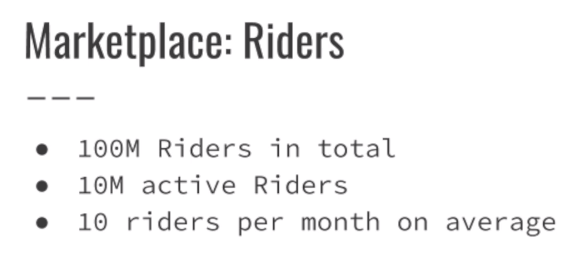 Marketplace: Riders
---
● 100M Riders in total
● 10M active Riders
● 10 riders per month on average